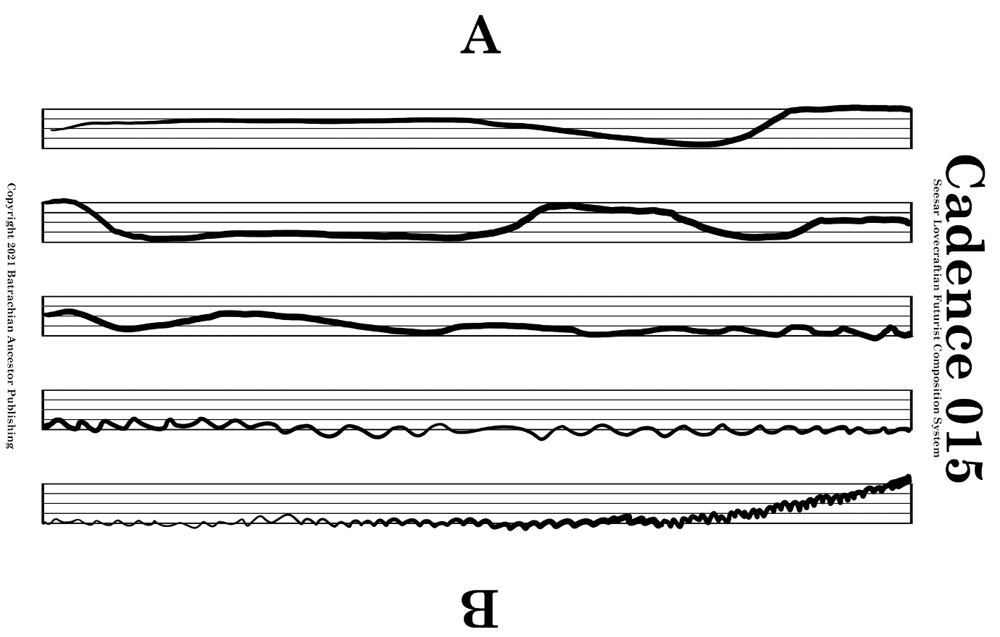 A
Cadence 015
Seesar Lovecraftian Futurist Composition System
Copyright 2021 Batrachian Ancestor Publishing
B